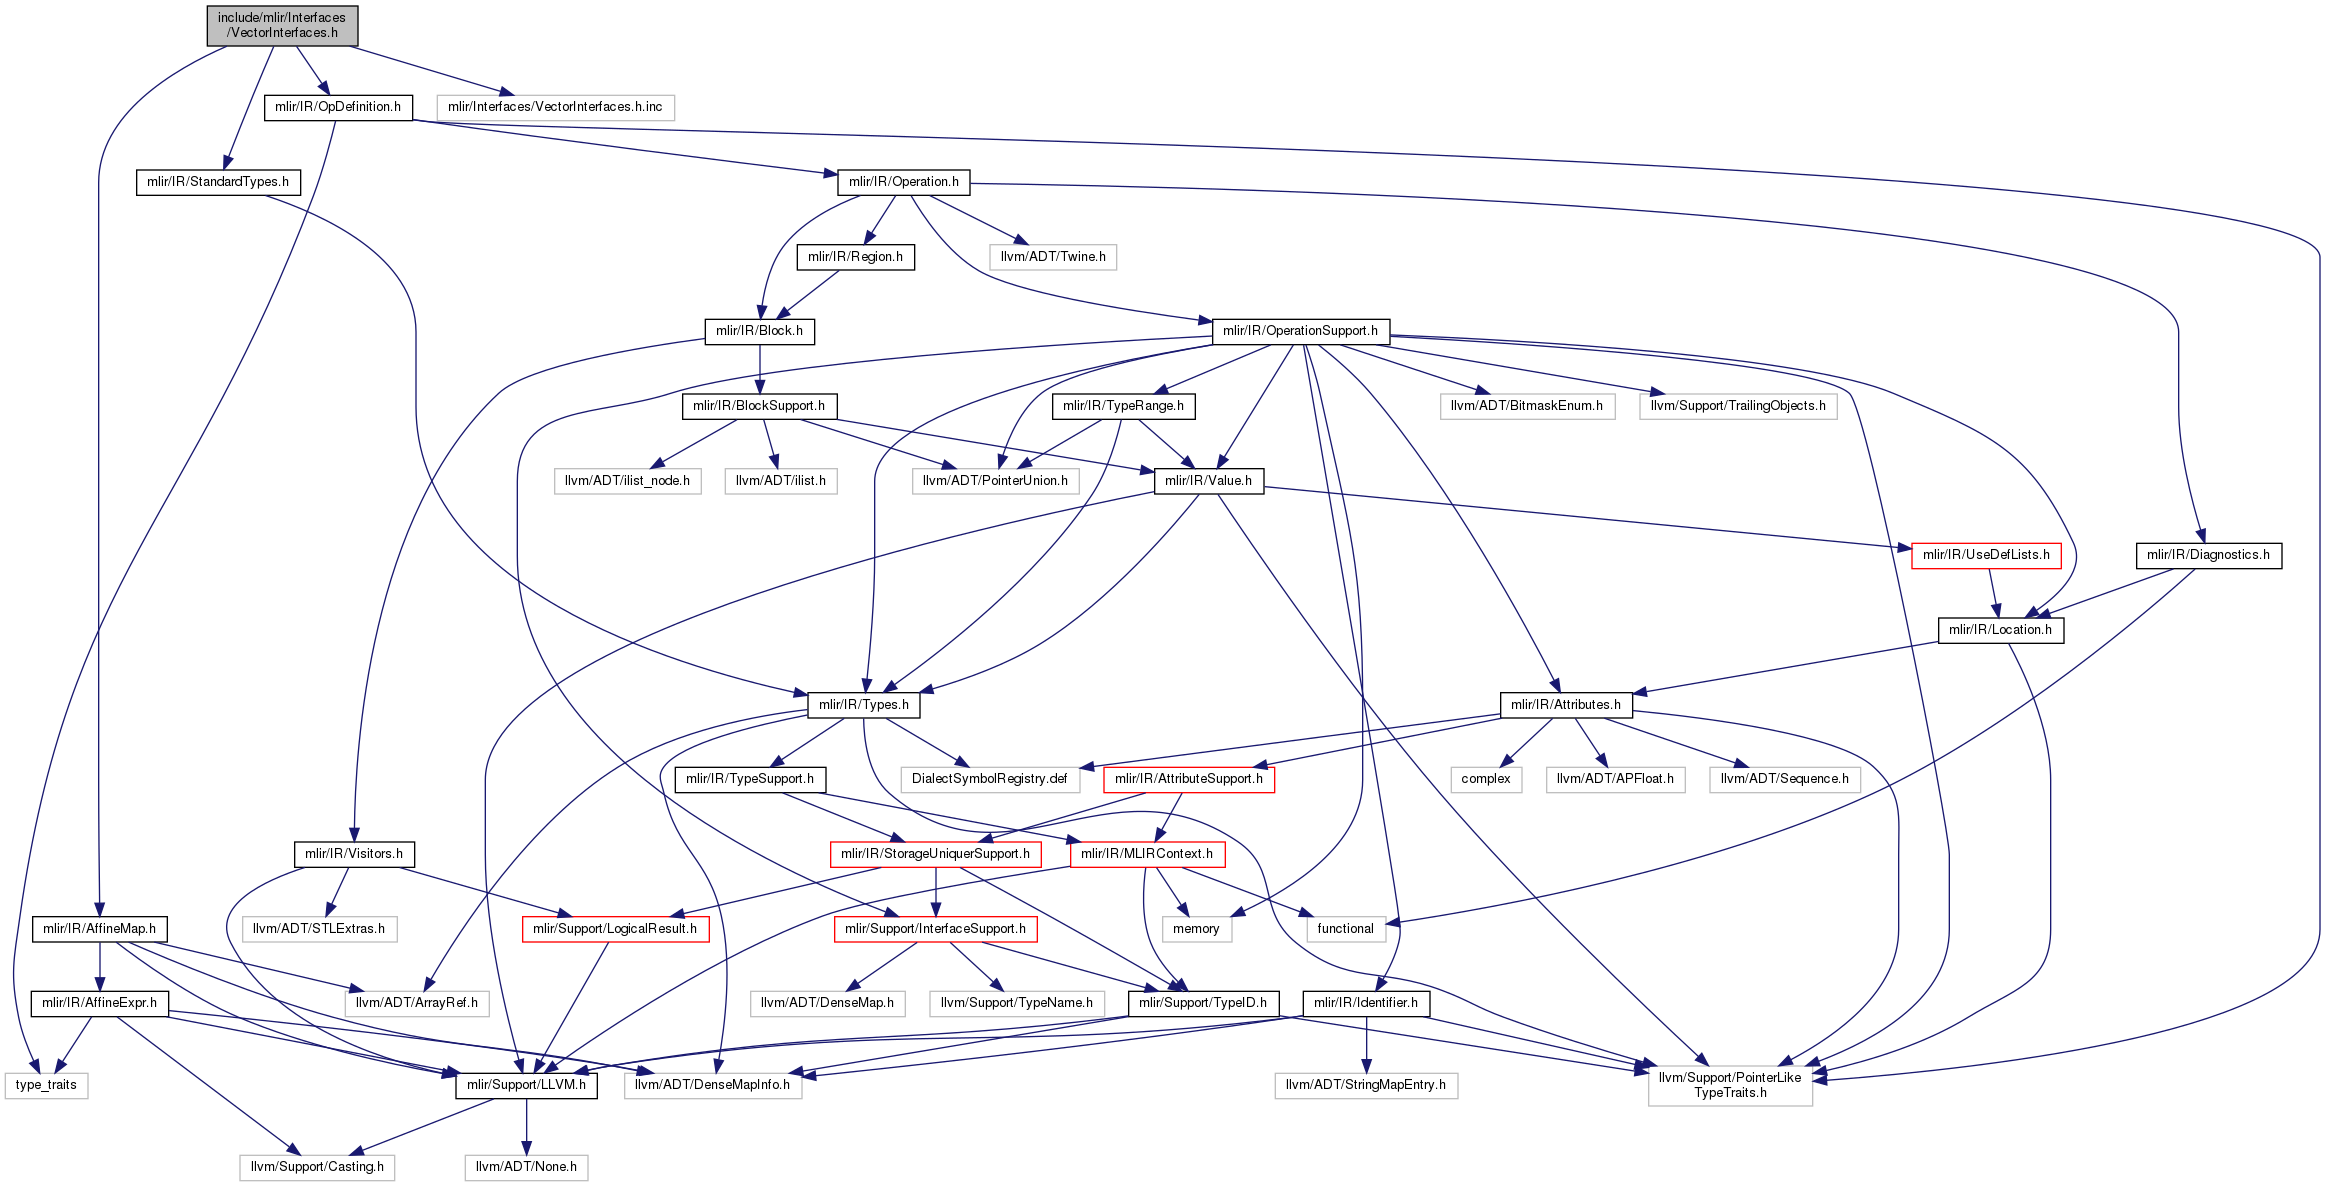 include/mlir/Interfaces
/VectorInterfaces.h
mlir/IR/OpDefinition.h
mlir/Interfaces/VectorInterfaces.h.inc
mlir/IR/StandardTypes.h
mlir/IR/Operation.h
mlir/IR/Region.h
llvm/ADT/Twine.h
mlir/IR/Block.h
mlir/IR/OperationSupport.h
mlir/IR/BlockSupport.h
mlir/IR/TypeRange.h
llvm/ADT/BitmaskEnum.h
llvm/Support/TrailingObjects.h
llvm/ADT/ilist_node.h
llvm/ADT/ilist.h
llvm/ADT/PointerUnion.h
mlir/IR/Value.h
mlir/IR/UseDefLists.h
mlir/IR/Diagnostics.h
mlir/IR/Location.h
mlir/IR/Types.h
mlir/IR/Attributes.h
mlir/IR/TypeSupport.h
DialectSymbolRegistry.def
mlir/IR/AttributeSupport.h
complex
llvm/ADT/APFloat.h
llvm/ADT/Sequence.h
mlir/IR/Visitors.h
mlir/IR/StorageUniquerSupport.h
mlir/IR/MLIRContext.h
mlir/IR/AffineMap.h
llvm/ADT/STLExtras.h
mlir/Support/LogicalResult.h
mlir/Support/InterfaceSupport.h
memory
functional
mlir/IR/AffineExpr.h
llvm/ADT/ArrayRef.h
llvm/ADT/DenseMap.h
llvm/Support/TypeName.h
mlir/Support/TypeID.h
mlir/IR/Identifier.h
type_traits
mlir/Support/LLVM.h
llvm/ADT/DenseMapInfo.h
llvm/ADT/StringMapEntry.h
llvm/Support/PointerLike
TypeTraits.h
llvm/Support/Casting.h
llvm/ADT/None.h